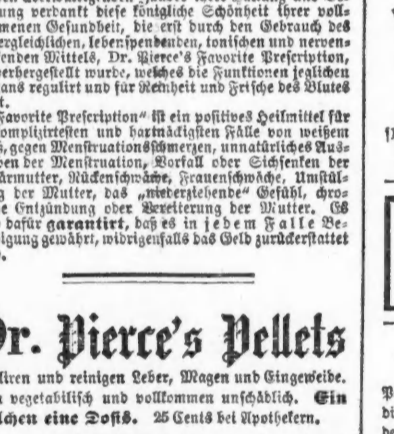 ung verdankt diese königliche Schönheit ihrer voll-
menen Gesundheit, die erst durch den Gebrauch des
ergleichlichen, lebenspendenden, tonischen und nerven-
enden Mittels, Dr. Pierce's Favorite Prescription,
erhergestellt wurde, welches die Funktionen jeglichen
ans regulirt und für Reinheit und Frische des Blutes
t.
avorite Prescription" ist ein positives Heilmittel für
omplizirtesten und hartnäckigsten Fälle von weißem
, gegen Menstruationsschmerzen, unnatürliches Aus-
en der Menstruation, Vorfall oder Sichsenken der
ärmutter, Rückenschwäche, Frauenschwäche, Umstül-
g der Mutter, das „niederziehende" Gefühl, chro-
e Entzündung oder Vereiterung der Mutter. Es
dafür garantirt, daß es in jedem Falle Be-
igung gewährt, widrigenfalls das Geld zurückerstattet
.
Dr. Pierce's Pellets
liren und reinigen Leber, Magen und Eingeweide.
vegetabilisch und vollkommen unschädlich. Ein
lchen eine Dosis. 25 Cents bei Apothekern.